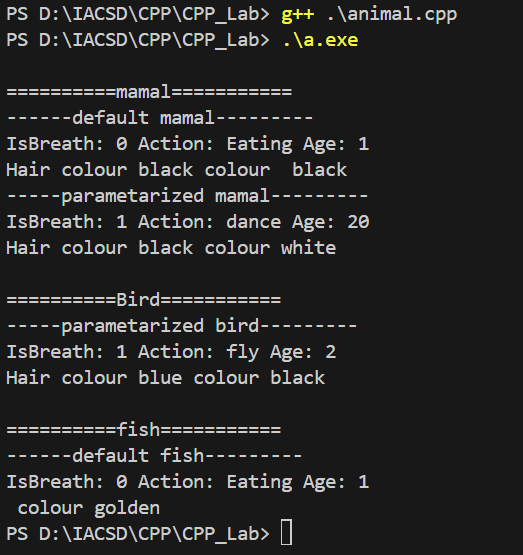 PS D:\IACSD\CPP\CPP_Lab> g++ .\animal.cpp
PS D:\IACSD\CPP\CPP_Lab> .\a.exe
==========mamal===========
------default mamal---------
IsBreath: 0 Action: Eating Age: 1
Hair colour black colour  black
-----parametarized mamal---------
IsBreath: 1 Action: dance Age: 20
Hair colour black colour white
==========Bird===========
-----parametarized bird---------
IsBreath: 1 Action: fly Age: 2
Hair colour blue colour black
==========fish===========
------default fish---------
IsBreath: 0 Action: Eating Age: 1
 colour golden
PS D:\IACSD\CPP\CPP_Lab>